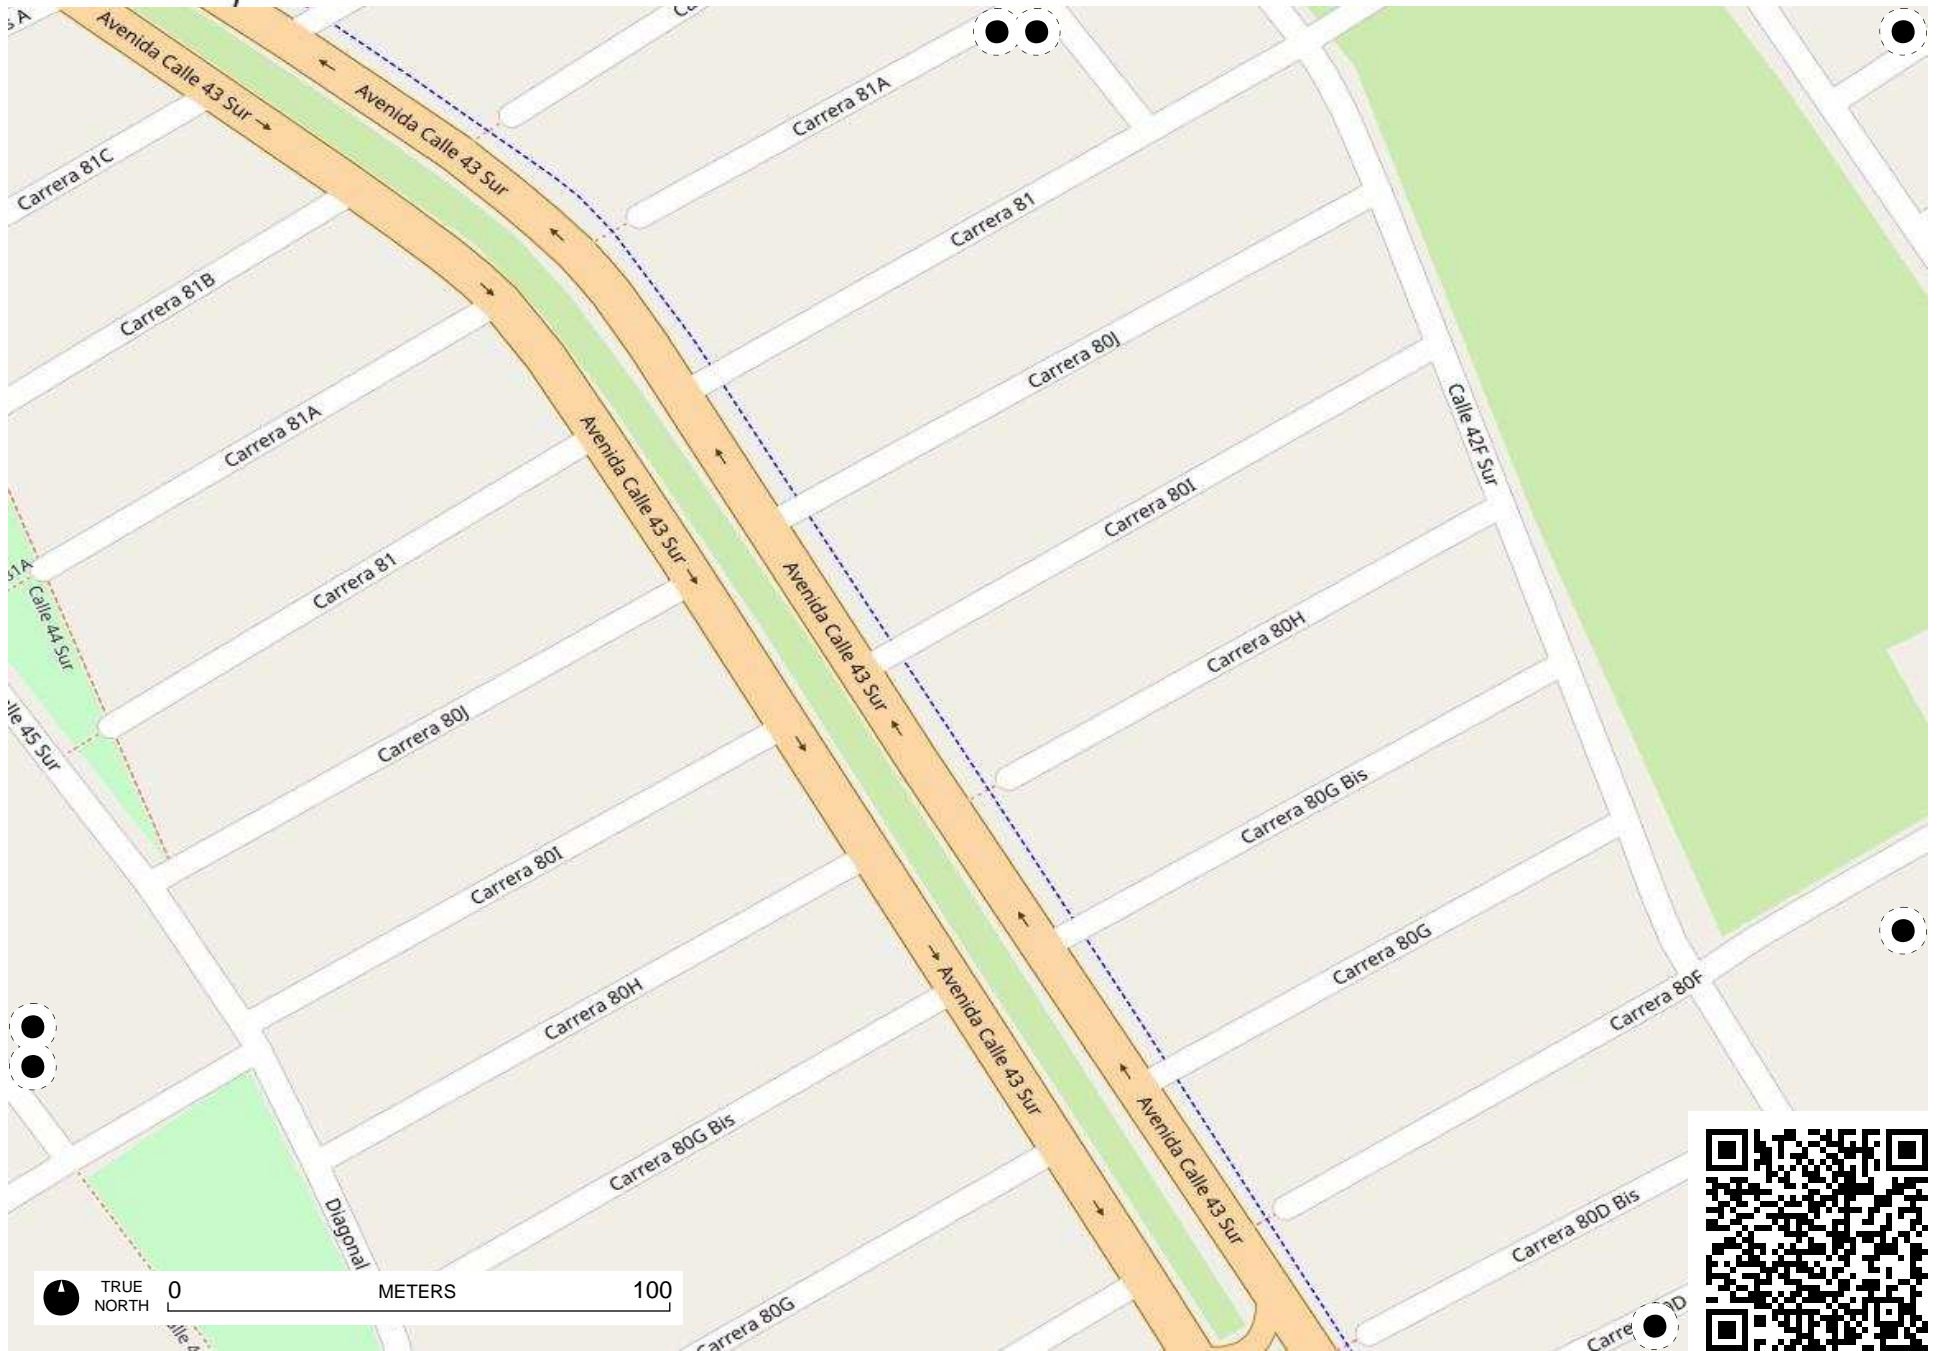 Avenida Calle 43 Sur
Avenida Calle 43 Sur
Carrera 81A
Carrera 81C
Carrera 81
Carrera 81B
Carrera 80J
Carrera 81A
Calle 42F Sur
Avenida Calle 43 Sur
Carrera 80I
Carrera 81
Calle 44 Sur
81A
Avenida Calle 43 Sur
Carrera 80H
Carrera 80J
lle 45 Sur
Carrera 80G Bis
Carrera 80I
Carrera 80G
Carrera 80H
Carrera 80F
Avenida Calle 43 Sur
Carrera 80G Bis
Avenida Calle 43 Sur
Carrera 80D Bis
Diagonal
TRUE
NORTH
0 METERS 100
Carrera 80G